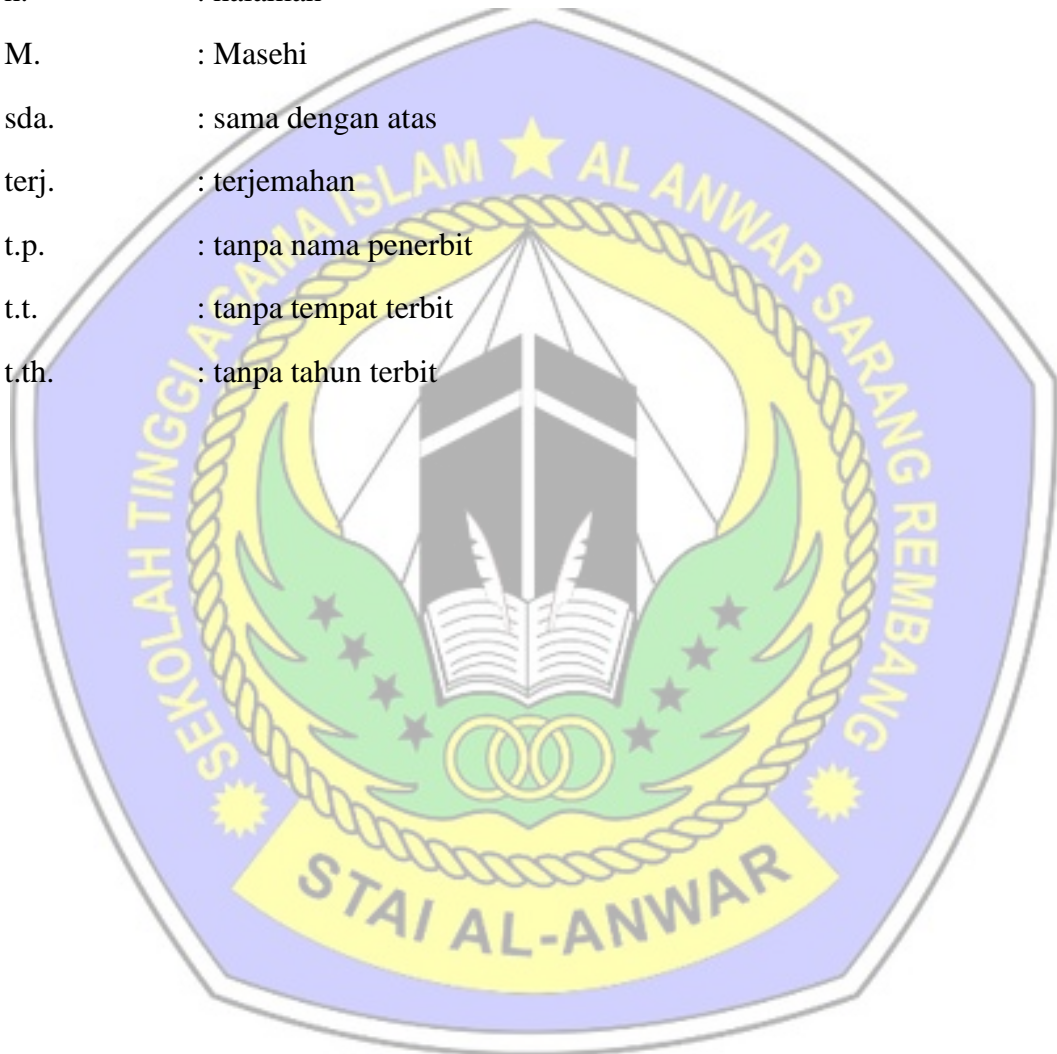 M. : Masehi
sda. : sama dengan atas
terj. : terjemahan
t.p. : tanpa nama penerbit
t.t. : tanpa tempat terbit
t.th. : tanpa tahun terbit
SEKOLAH TINGGI AGAMA ISLAM ★ AL ANWAR SARANG REMBANG
STAI AL-ANWAR